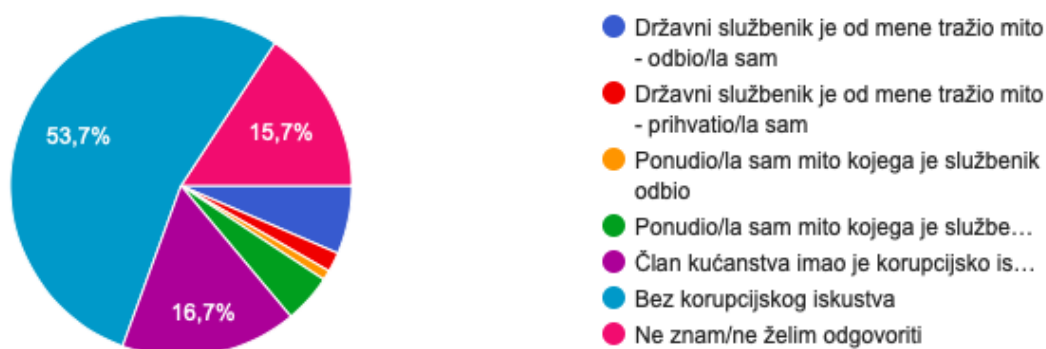 53,7%
15,7%
16,7%
Državni službenik je od mene tražio mito
- odbio/la sam
Državni službenik je od mene tražio mito
- prihvatio/la sam
Ponudio/la sam mito kojega je službenik
odbio
Ponudio/la sam mito kojega je službe…
Član kućanstva imao je korupcijsko is…
Bez korupcijskog iskustva
Ne znam/ne želim odgovoriti